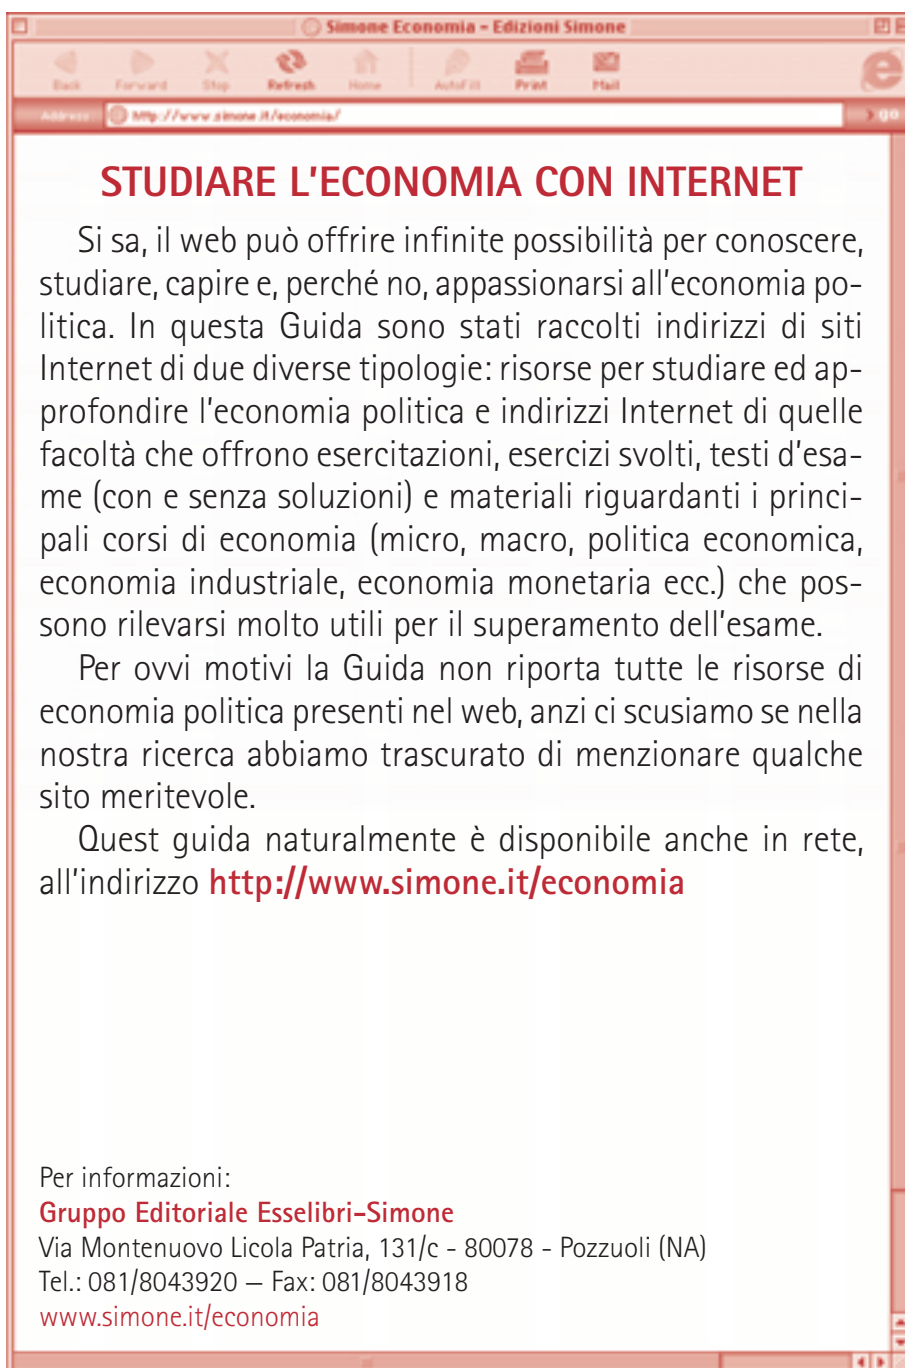 Simone Economia - Edizioni Simone
Back Forward Stop Refresh Home AutoFill Print Mail
Address: http://www.simone.it/economia/ go
STUDIARE L'ECONOMIA CON INTERNET
Si sa, il web può offrire infinite possibilità per conoscere,
studiare, capire e, perché no, appassionarsi all'economia po-
litica. In questa Guida sono stati raccolti indirizzi di siti
Internet di due diverse tipologie: risorse per studiare ed ap-
profondire l'economia politica e indirizzi Internet di quelle
facoltà che offrono esercitazioni, esercizi svolti, testi d'esa-
me (con e senza soluzioni) e materiali riguardanti i princi-
pali corsi di economia (micro, macro, politica economica,
economia industriale, economia monetaria ecc.) che pos-
sono rilevarsi molto utili per il superamento dell'esame.
Per ovvi motivi la Guida non riporta tutte le risorse di
economia politica presenti nel web, anzi ci scusiamo se nella
nostra ricerca abbiamo trascurato di menzionare qualche
sito meritevole.
Quest guida naturalmente è disponibile anche in rete,
all'indirizzo http://www.simone.it/economia
Per informazioni:
Gruppo Editoriale Esselibri-Simone
Via Montenuovo Licola Patria, 131/c - 80078 - Pozzuoli (NA)
Tel.: 081/8043920 — Fax: 081/8043918
www.simone.it/economia